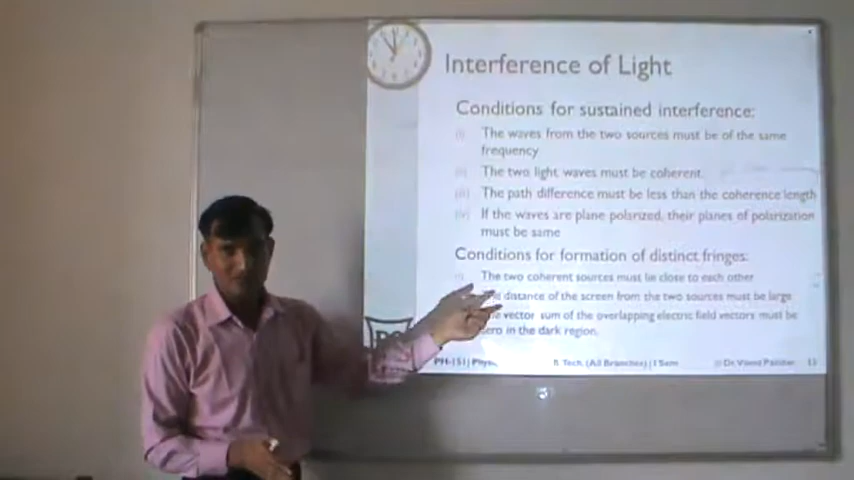 Interference of Light
Conditions for sustained interference:
(i) The waves from the two sources must be of the same
frequency
(ii) The two light waves must be coherent.
(iii) The path difference must be less than the coherence length
(iv) If the waves are plane polarized, their planes of polarization
must be same
Conditions for formation of distinct fringes:
(i) The two coherent sources must lie close to each other
distance of the screen from the two sources must be large
vector sum of the overlapping electric field vectors must be
zero in the dark region.
B. Tech. (All Branches) | I Sem
13